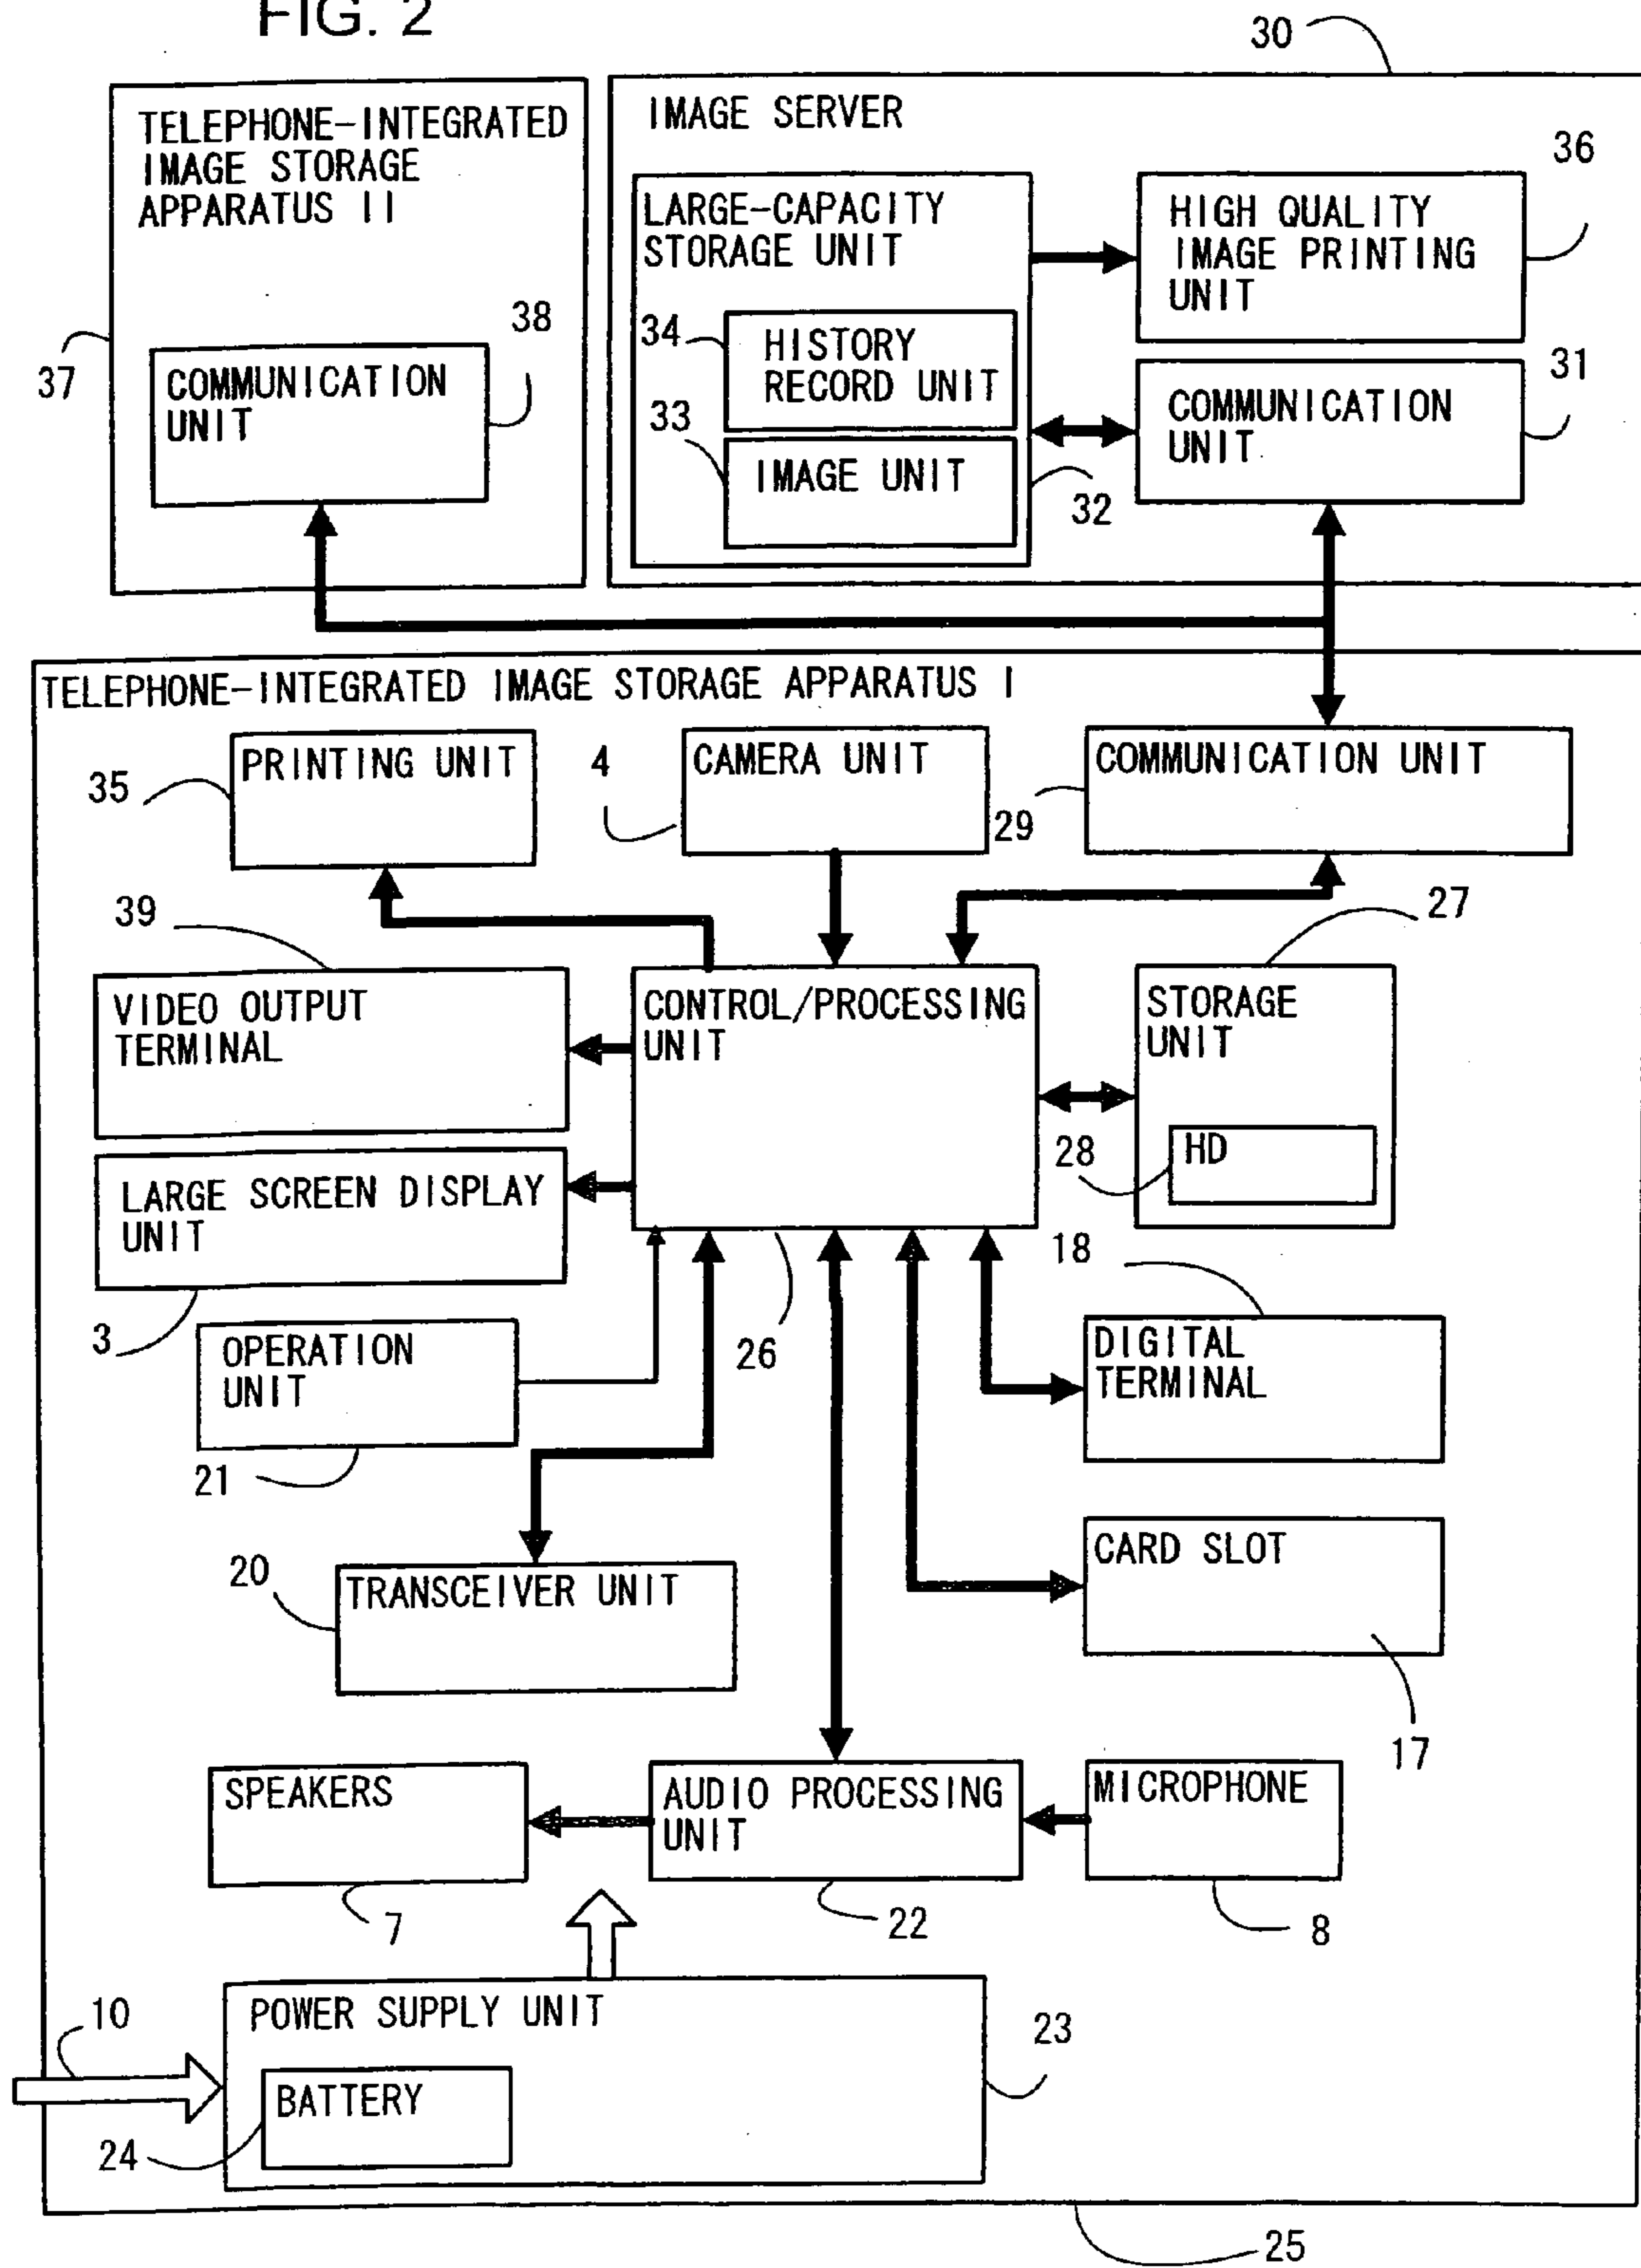 FIG. 2
30
TELEPHONE-INTEGRATED
IMAGE STORAGE
APPARATUS II
38
COMMUNICATION
UNIT
37
IMAGE SERVER
36
LARGE-CAPACITY
STORAGE UNIT
HIGH QUALITY
IMAGE PRINTING
UNIT
34
HISTORY
RECORD UNIT
31
33
IMAGE UNIT
32
COMMUNICATION
UNIT
TELEPHONE-INTEGRATED IMAGE STORAGE APPARATUS I
35
PRINTING UNIT
4
CAMERA UNIT
29
COMMUNICATION UNIT
39
27
VIDEO OUTPUT
TERMINAL
CONTROL/PROCESSING
UNIT
STORAGE
UNIT
28
HD
LARGE SCREEN DISPLAY
UNIT
3
26
18
OPERATION
UNIT
21
DIGITAL
TERMINAL
20
TRANSCEIVER UNIT
CARD SLOT
17
SPEAKERS
7
AUDIO PROCESSING
UNIT
22
MICROPHONE
8
10
POWER SUPPLY UNIT
23
BATTERY
24
25